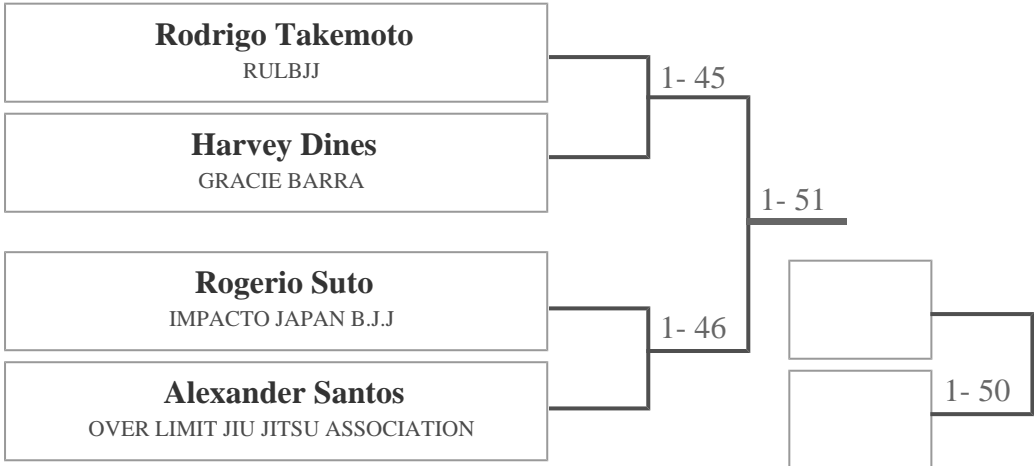 Rodrigo Takemoto
RULBJJ
1- 45
Harvey Dines
GRACIE BARRA
1- 51
Rogerio Suto
IMPACTO JAPAN B.J.J
1- 46
Alexander Santos
OVER LIMIT JIU JITSU ASSOCIATION
1- 50